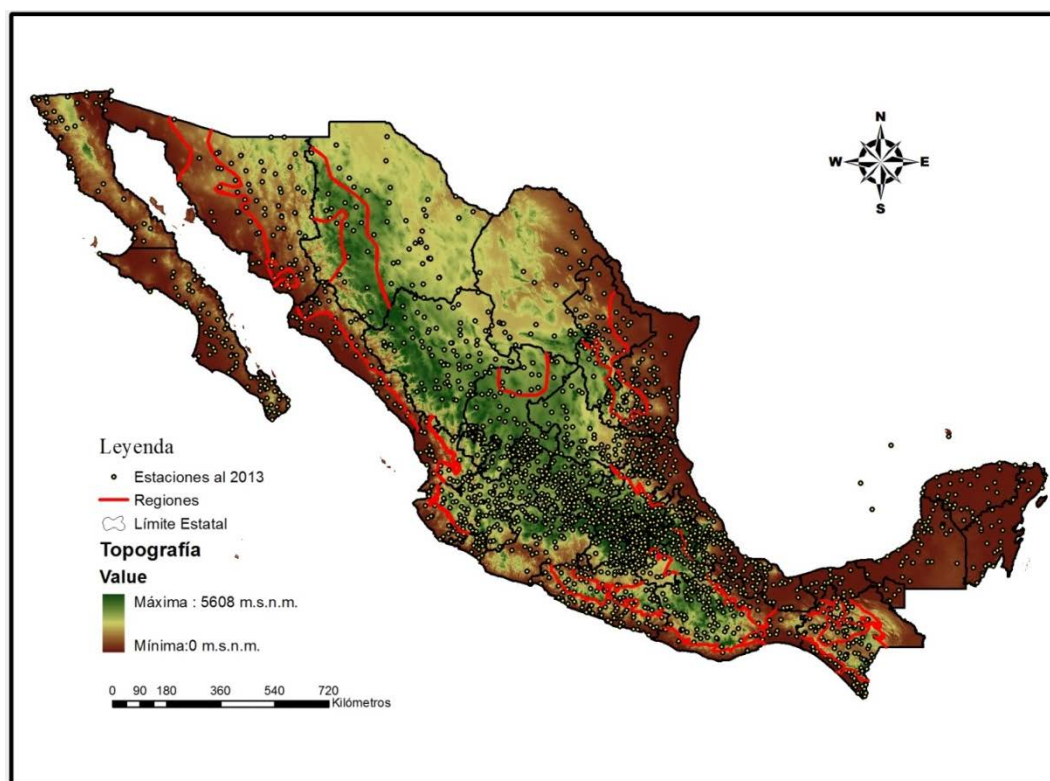 N
W E
S
Leyenda
Estaciones al 2013
Regiones
Límite Estatal
Topografía
Value
Máxima : 5608 m.s.n.m.
Mínima:0 m.s.n.m.
0 90 180 360 540 720
Kilómetros